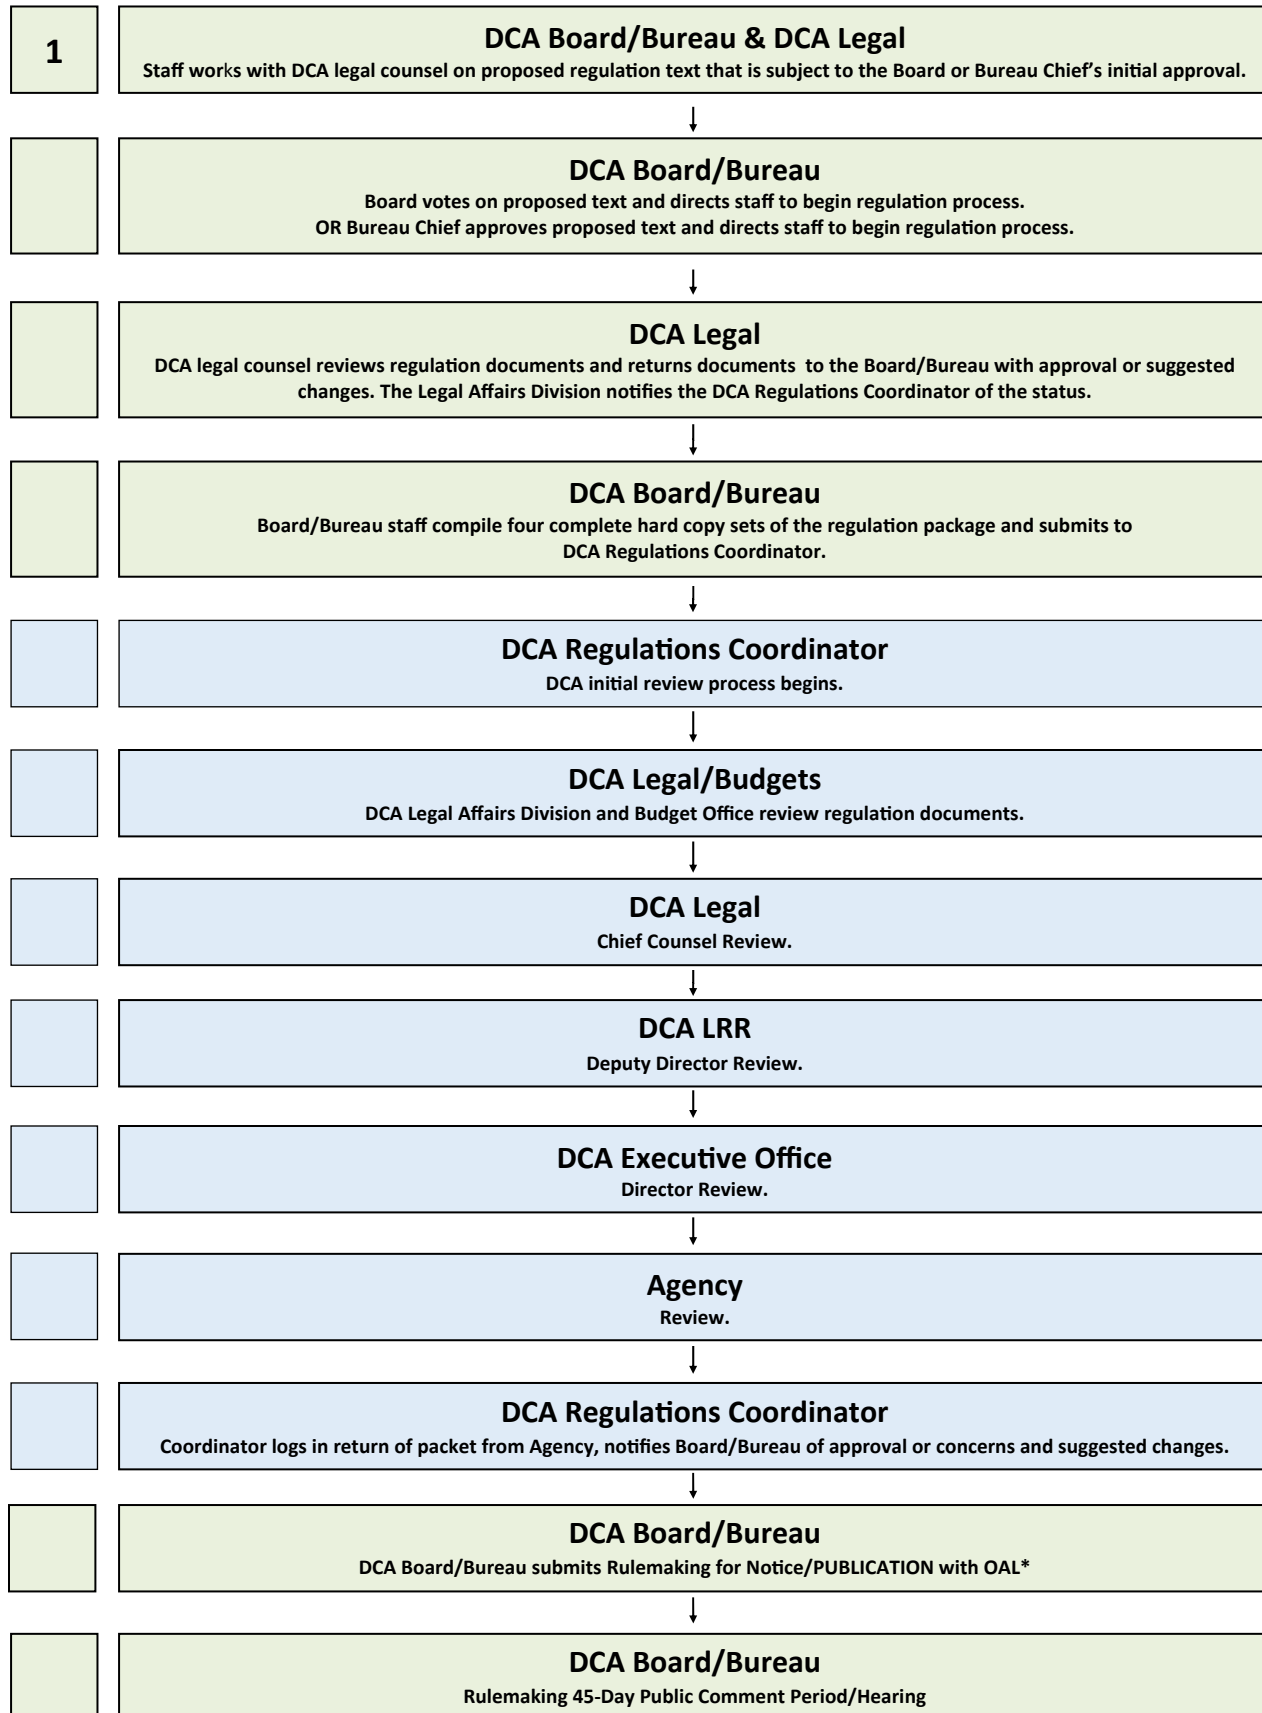 1
DCA Board/Bureau & DCA Legal
Staff works with DCA legal counsel on proposed regulation text that is subject to the Board or Bureau Chief's initial approval.
DCA Board/Bureau
Board votes on proposed text and directs staff to begin regulation process.
OR Bureau Chief approves proposed text and directs staff to begin regulation process.
DCA Legal
DCA legal counsel reviews regulation documents and returns documents to the Board/Bureau with approval or suggested
changes. The Legal Affairs Division notifies the DCA Regulations Coordinator of the status.
DCA Board/Bureau
Board/Bureau staff compile four complete hard copy sets of the regulation package and submits to
DCA Regulations Coordinator.
DCA Regulations Coordinator
DCA initial review process begins.
DCA Legal/Budgets
DCA Legal Affairs Division and Budget Office review regulation documents.
DCA Legal
Chief Counsel Review.
DCA LRR
Deputy Director Review.
DCA Executive Office
Director Review.
Agency
Review.
DCA Regulations Coordinator
Coordinator logs in return of packet from Agency, notifies Board/Bureau of approval or concerns and suggested changes.
DCA Board/Bureau
DCA Board/Bureau submits Rulemaking for Notice/PUBLICATION with OAL*
DCA Board/Bureau
Rulemaking 45-Day Public Comment Period/Hearing